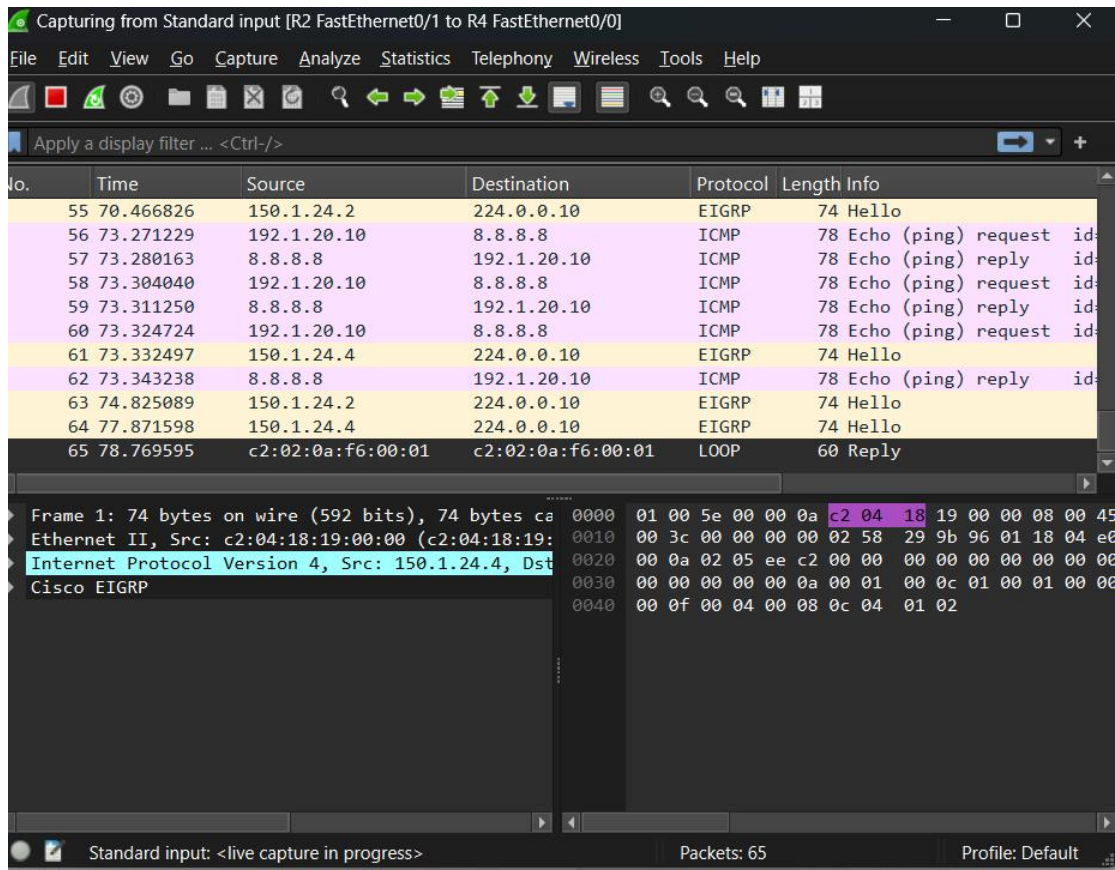 Capturing from Standard input [R2 FastEthernet0/1 to R4 FastEthernet0/0]
File Edit View Go Capture Analyze Statistics Telephony Wireless Tools Help
Apply a display filter ... <Ctrl-/>
No. Time Source Destination Protocol Length Info
55 70.466826 150.1.24.2 224.0.0.10 EIGRP 74 Hello
56 73.271229 192.1.20.10 8.8.8.8 ICMP 78 Echo (ping) request id=
57 73.280163 8.8.8.8 192.1.20.10 ICMP 78 Echo (ping) reply id=
58 73.304040 192.1.20.10 8.8.8.8 ICMP 78 Echo (ping) request id=
59 73.311250 8.8.8.8 192.1.20.10 ICMP 78 Echo (ping) reply id=
60 73.324724 192.1.20.10 8.8.8.8 ICMP 78 Echo (ping) request id=
61 73.332497 150.1.24.4 224.0.0.10 EIGRP 74 Hello
62 73.343238 8.8.8.8 192.1.20.10 ICMP 78 Echo (ping) reply id=
63 74.825089 150.1.24.2 224.0.0.10 EIGRP 74 Hello
64 77.871598 150.1.24.4 224.0.0.10 EIGRP 74 Hello
65 78.769595 c2:02:0a:f6:00:01 c2:02:0a:f6:00:01 LOOP 60 Reply
Frame 1: 74 bytes on wire (592 bits), 74 bytes ca
Ethernet II, Src: c2:04:18:19:00:00 (c2:04:18:19:
Internet Protocol Version 4, Src: 150.1.24.4, Dst
Cisco EIGRP
0000 01 00 5e 00 00 0a c2 04 18 19 00 00 08 00 45
0010 00 3c 00 00 00 00 02 58 29 9b 96 01 18 04 e0
0020 00 0a 02 05 ee c2 00 00 00 00 00 00 00 00 00
0030 00 00 00 00 00 0a 00 01 00 0c 01 00 01 00 00
0040 00 0f 00 04 00 08 0c 04 01 02
Standard input: <live capture in progress> Packets: 65 Profile: Default